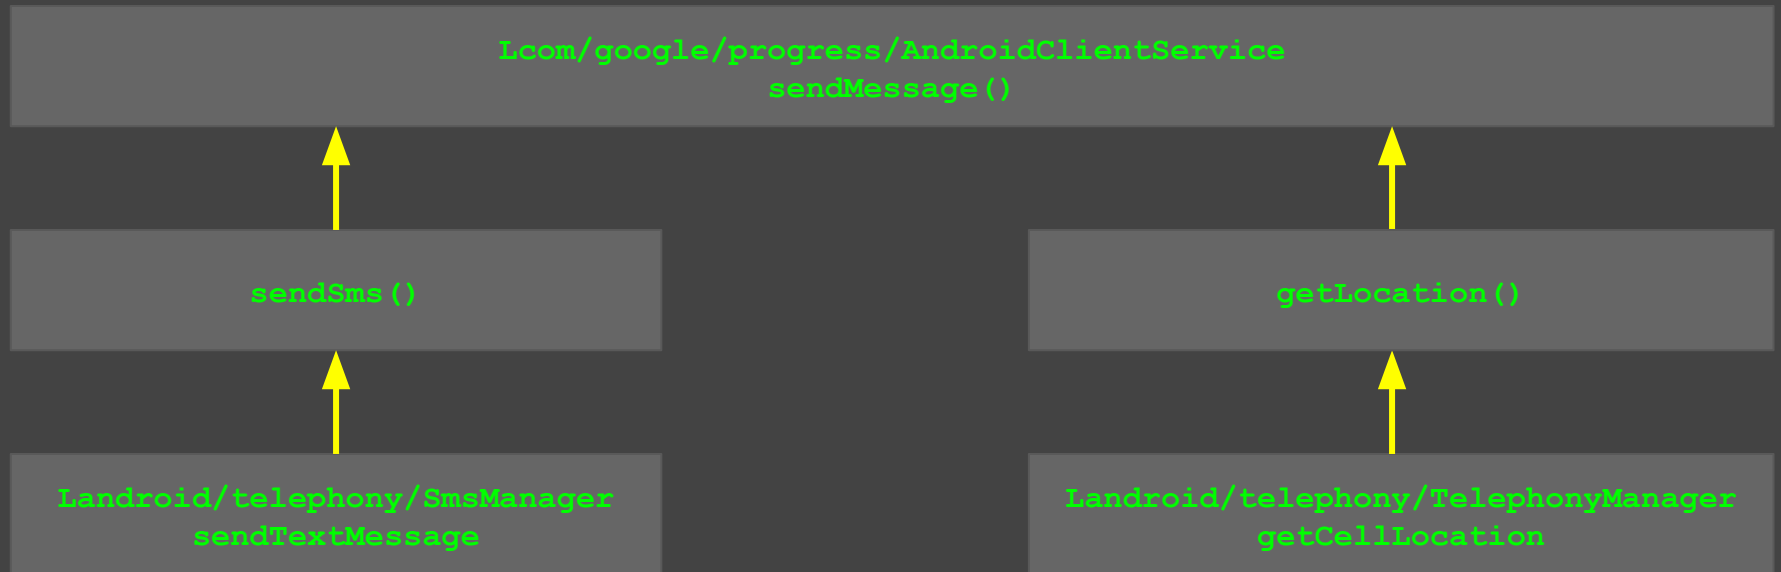 Lcom/google/progress/AndroidClientService
sendMessage()
sendSms()
getLocation()
Landroid/telephony/SmsManager
sendTextMessage
Landroid/telephony/TelephonyManager
getCellLocation